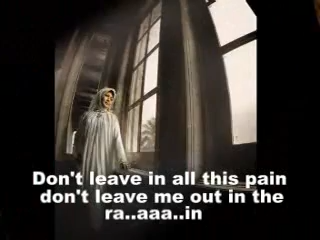 Don't leave in all this pain
don't leave me out in the
ra..aaa..in